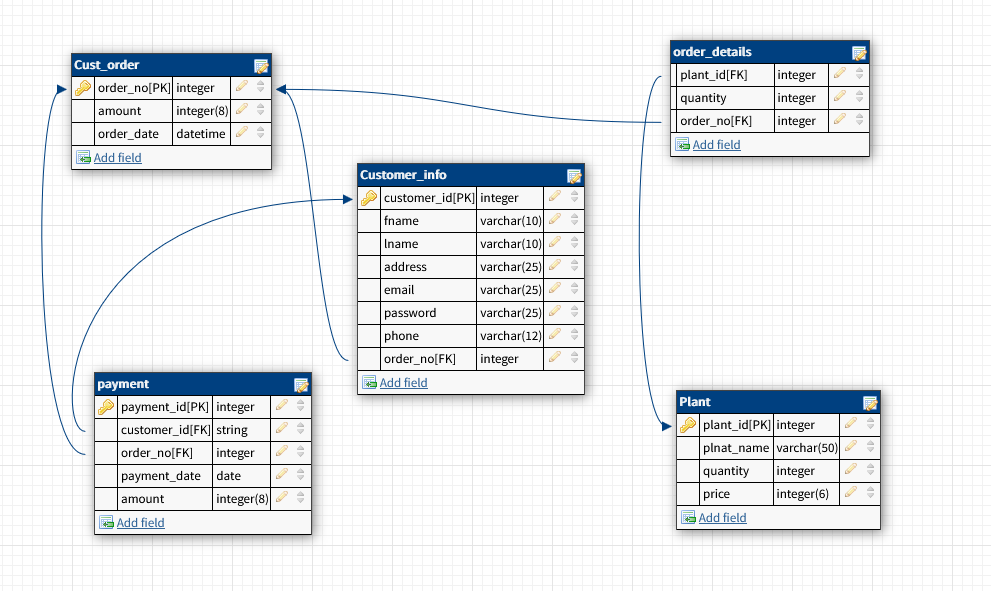 Cust_order
order_no[PK] integer
amount integer(8)
order_date datetime
Add field
order_details
plant_id[FK] integer
quantity integer
order_no[FK] integer
Add field
Customer_info
customer_id[PK] integer
fname varchar(10)
lname varchar(10)
address varchar(25)
email varchar(25)
password varchar(25)
phone varchar(12)
order_no[FK] integer
Add field
payment
payment_id[PK] integer
customer_id[FK] string
order_no[FK] integer
payment_date date
amount integer(8)
Add field
Plant
plant_id[PK] integer
plnat_name varchar(50)
quantity integer
price integer(6)
Add field